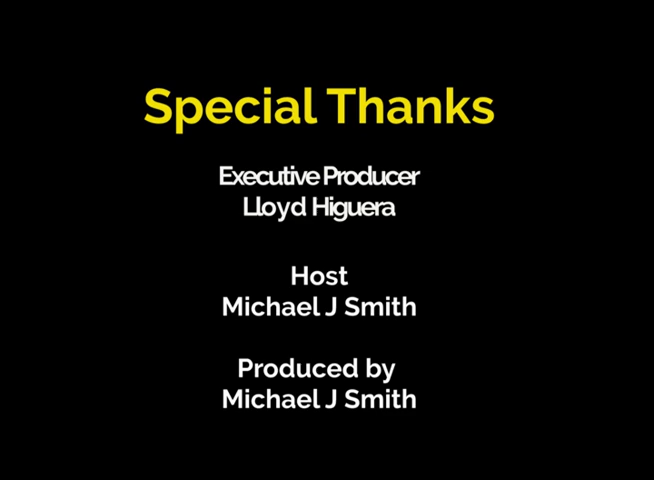 Special Thanks
Executive Producer
Lloyd Higuera
Host
Michael J Smith
Produced by
Michael J Smith